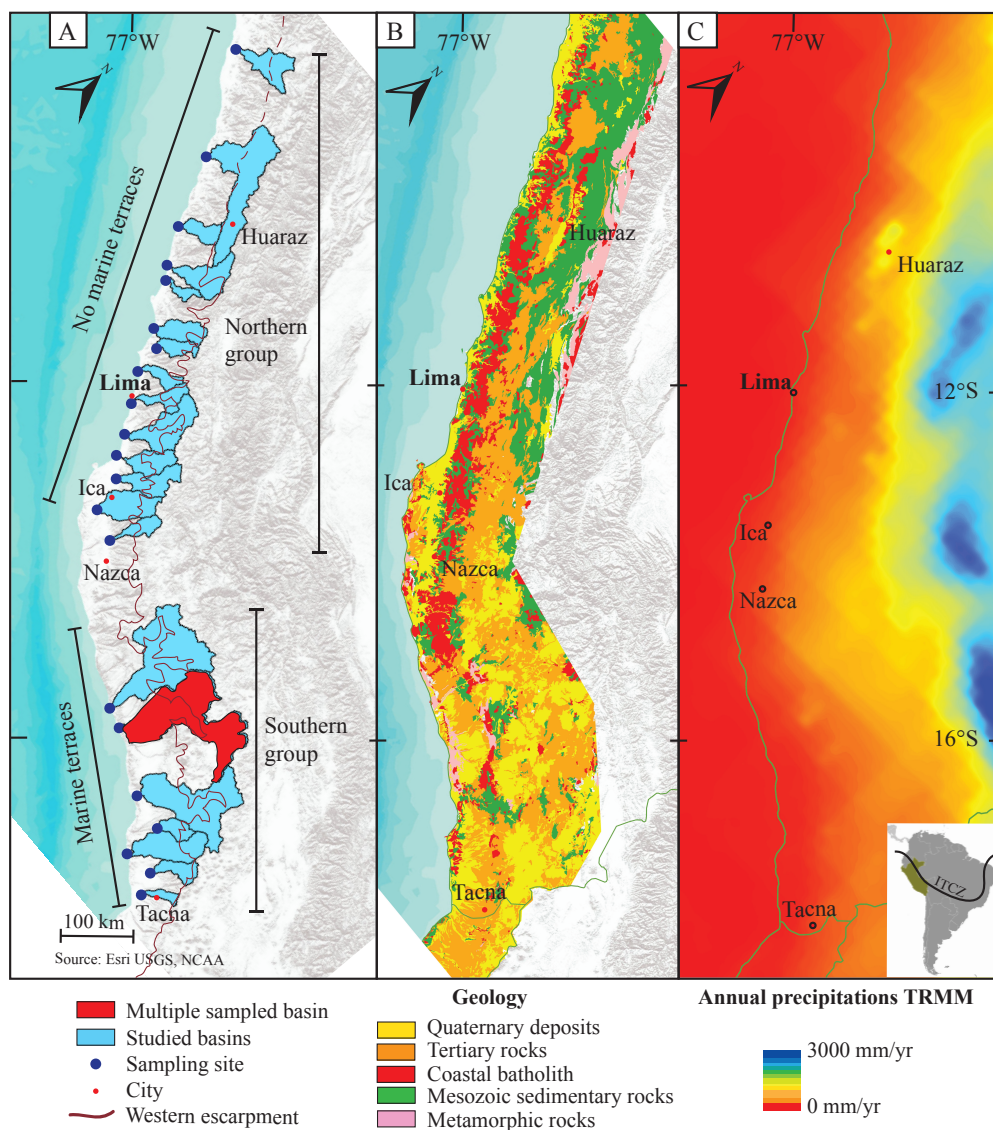 A
77°W
N
No marine terraces
Huaraz
Northern
group
Lima
Ica
Nazca
Marine terraces
Southern
group
Tacna
100 km
Source: Esri USGS, NCAA
B
77°W
N
Huaraz
Lima
Ica
Nazca
Tacna
C
77°W
N
Huaraz
Lima
12°S
Ica
Nazca
16°S
ITCZ
Tacna
Multiple sampled basin
Studied basins
Sampling site
City
Western escarpment
Geology
Quaternary deposits
Tertiary rocks
Coastal batholith
Mesozoic sedimentary rocks
Metamorphic rocks
Annual precipitations TRMM
3000 mm/yr
0 mm/yr